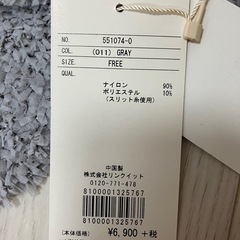 NO. 551074-0
COL. (011) GRAY
SIZE FREE
QUAL.
ナイロン 90%
ポリエステル 10%
(スリット糸使用)
中国製
株式会社リンクイット
0120-771-478
8100001325767
8100001325767
《本体価格》
¥6,900 +税